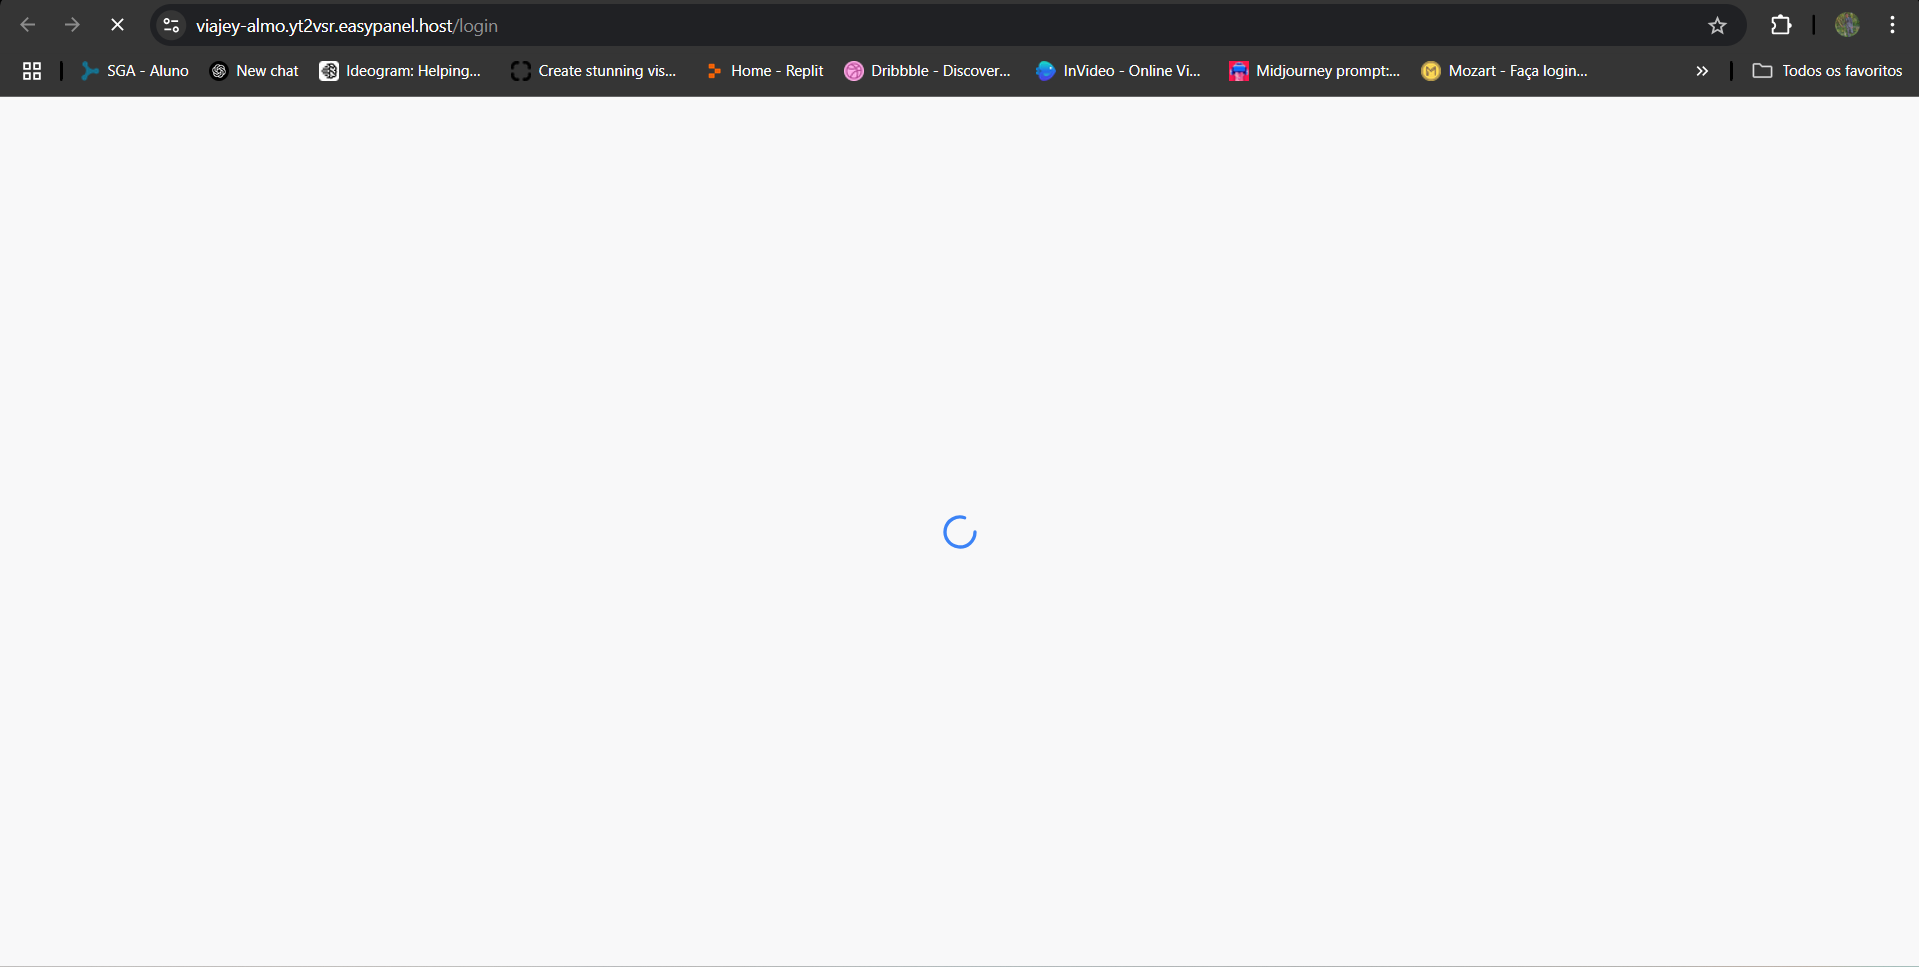 viajey-almo.yt2vsr.easypanel.host/login
SGA - Aluno New chat Ideogram: Helping... Create stunning vis... Home - Replit Dribbble - Discover... InVideo - Online Vi... Midjourney prompt:... Mozart - Faça login... » Todos os favoritos